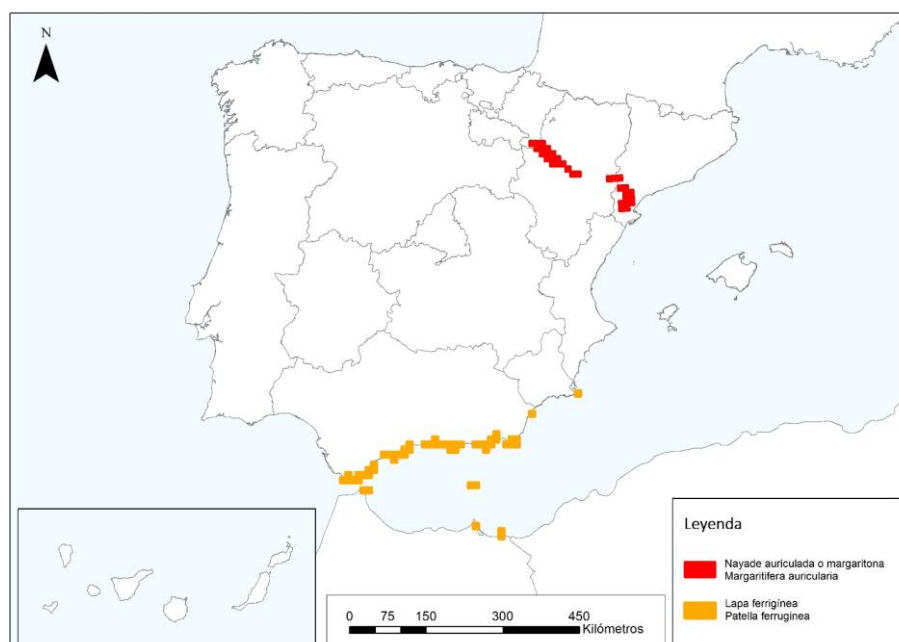 N
Leyenda
Nayade auriculada o margaritona
Margaritifera auricularia
Lapa ferrigínea
Patella ferruginea
0 75 150 300 450
Kilómetros